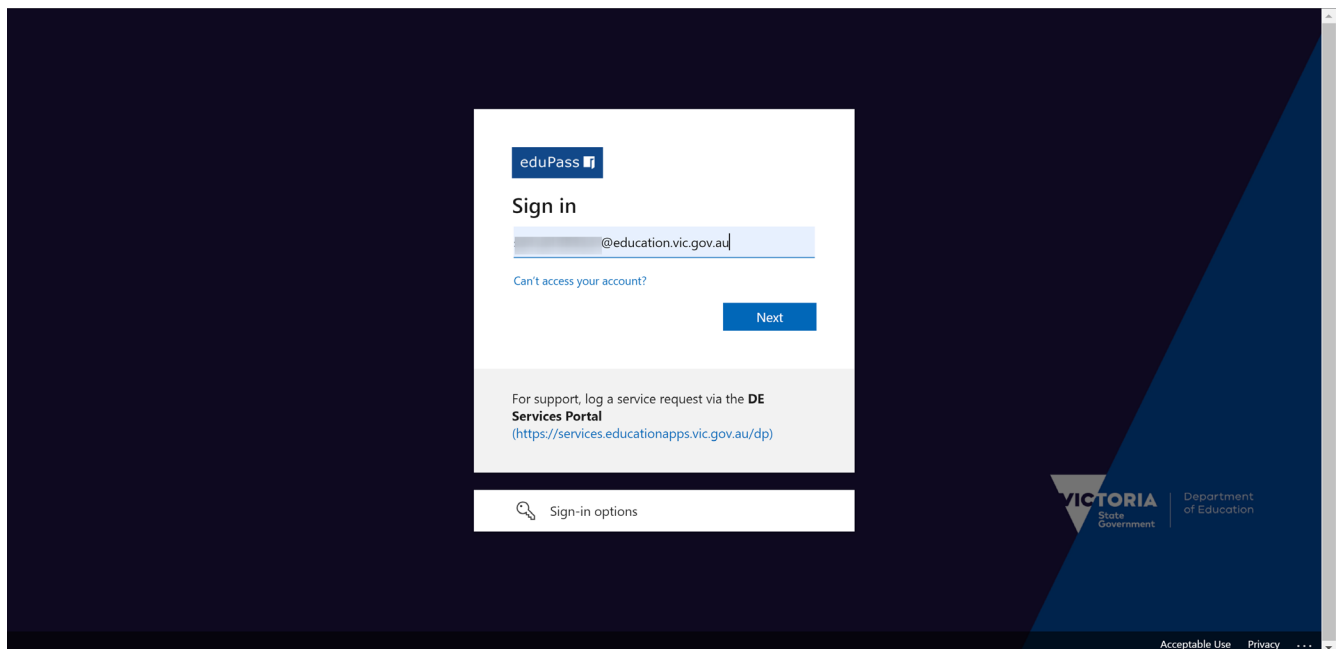 eduPass
Sign in
@education.vic.gov.au
Can't access your account?
Next
For support, log a service request via the DE
Services Portal
(https://services.educationapps.vic.gov.au/dp)
Sign-in options
VICTORIA
State
Government
Department
of Education
Acceptable Use Privacy ...